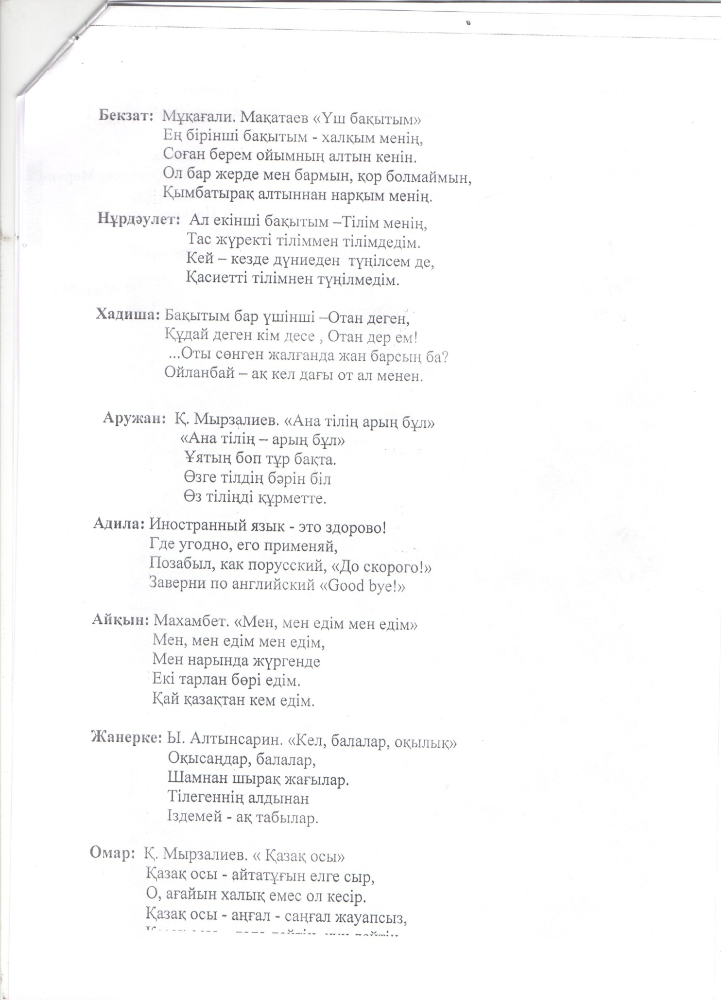 Бекзат: Мұқағали. Мақатаев «Үш бақытым»
Ең бірінші бақытым - халқым менің,
Соған берем ойымның алтын кенін.
Ол бар жерде мен бармын, қор болмаймын,
Қымбатырақ алтыннан нарқым менің.
Нұрдәулет: Ал екінші бақытым –Тілім менің,
Тас жүректі тіліммен тілімдедім.
Кей – кезде дүниеден түңілсем де,
Қасиетті тілімнен түңілмедім.
Хадиша: Бақытым бар үшінші –Отан деген,
Құдай деген кім десе , Отан дер ем!
...Оты сөнген жалғанда жан барсың ба?
Ойланбай – ақ кел дағы от ал менен.
Аружан: Қ. Мырзалиев. «Ана тілің арың бұл»
«Ана тілің – арың бұл»
Ұятың боп тұр бақта.
Өзге тілдің бәрін біл
Өз тіліңді құрметте.
Адила: Иностранный язык - это здорово!
Где угодно, его применяй,
Позабыл, как порусский, «До скорого!»
Заверни по английский «Good bye!»
Айқын: Махамбет. «Мен, мен едім мен едім»
Мен, мен едім мен едім,
Мен нарында жүргенде
Екі тарлан бөрі едім.
Қай қазақтан кем едім.
Жанерке: Ы. Алтынсарин. «Кел, балалар, оқылық»
Оқысаңдар, балалар,
Шамнан шырақ жағылар.
Тілегеннің алдынан
Іздемей - ақ табылар.
Омар: Қ. Мырзалиев. « Қазақ осы»
Қазақ осы - айтатұғын елге сыр,
О, ағайын халық емес ол кесір.
Қазақ осы - аңғал - саңғал жауапсыз,